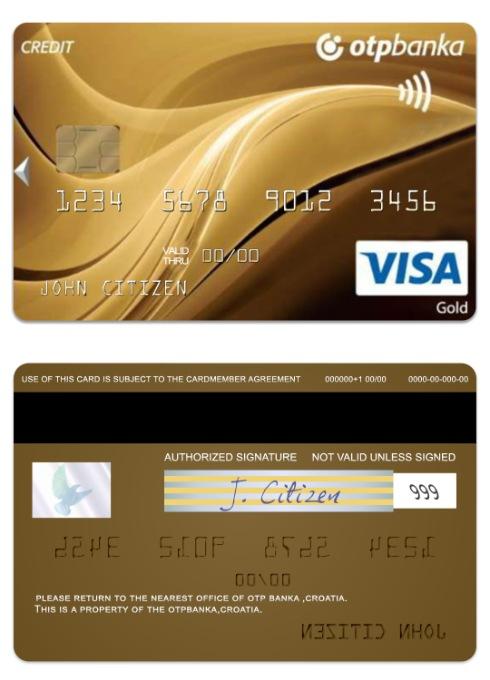 CREDIT
otpbanka
1234 5678 9012 3456
VALID THRU 00/00
JOHN CITIZEN
VISA
Gold
USE OF THIS CARD IS SUBJECT TO THE CARDMEMBER AGREEMENT 000000+1 00/00 0000-00-000-00
AUTHORIZED SIGNATURE NOT VALID UNLESS SIGNED
J. Citizen 999
3456 9012 5678 1234
00/00
PLEASE RETURN TO THE NEAREST OFFICE OF OTP BANKA ,CROATIA.
THIS IS A PROPERTY OF THE OTPBANKA,CROATIA.
JOHN CITIZEN